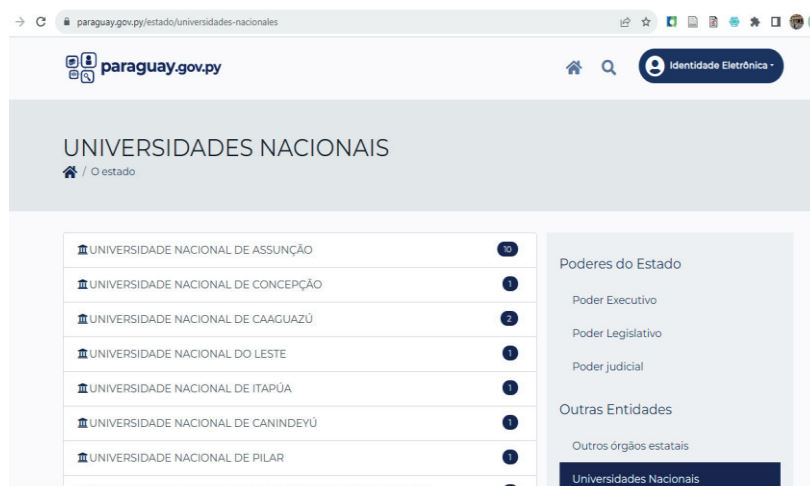 paraguay.gov.py/estado/universidades-nacionales
paraguay.gov.py
Identidade Eletrônica
UNIVERSIDADES NACIONAIS
/ O estado
UNIVERSIDADE NACIONAL DE ASSUNÇÃO 10
UNIVERSIDADE NACIONAL DE CONCEPÇÃO 1
UNIVERSIDADE NACIONAL DE CAAGUAZÚ 2
UNIVERSIDADE NACIONAL DO LESTE 1
UNIVERSIDADE NACIONAL DE ITAPÚA 1
UNIVERSIDADE NACIONAL DE CANINDEYÚ 1
UNIVERSIDADE NACIONAL DE PILAR 1
Poderes do Estado
Poder Executivo
Poder Legislativo
Poder judicial
Outras Entidades
Outros órgãos estatais
Universidades Nacionais